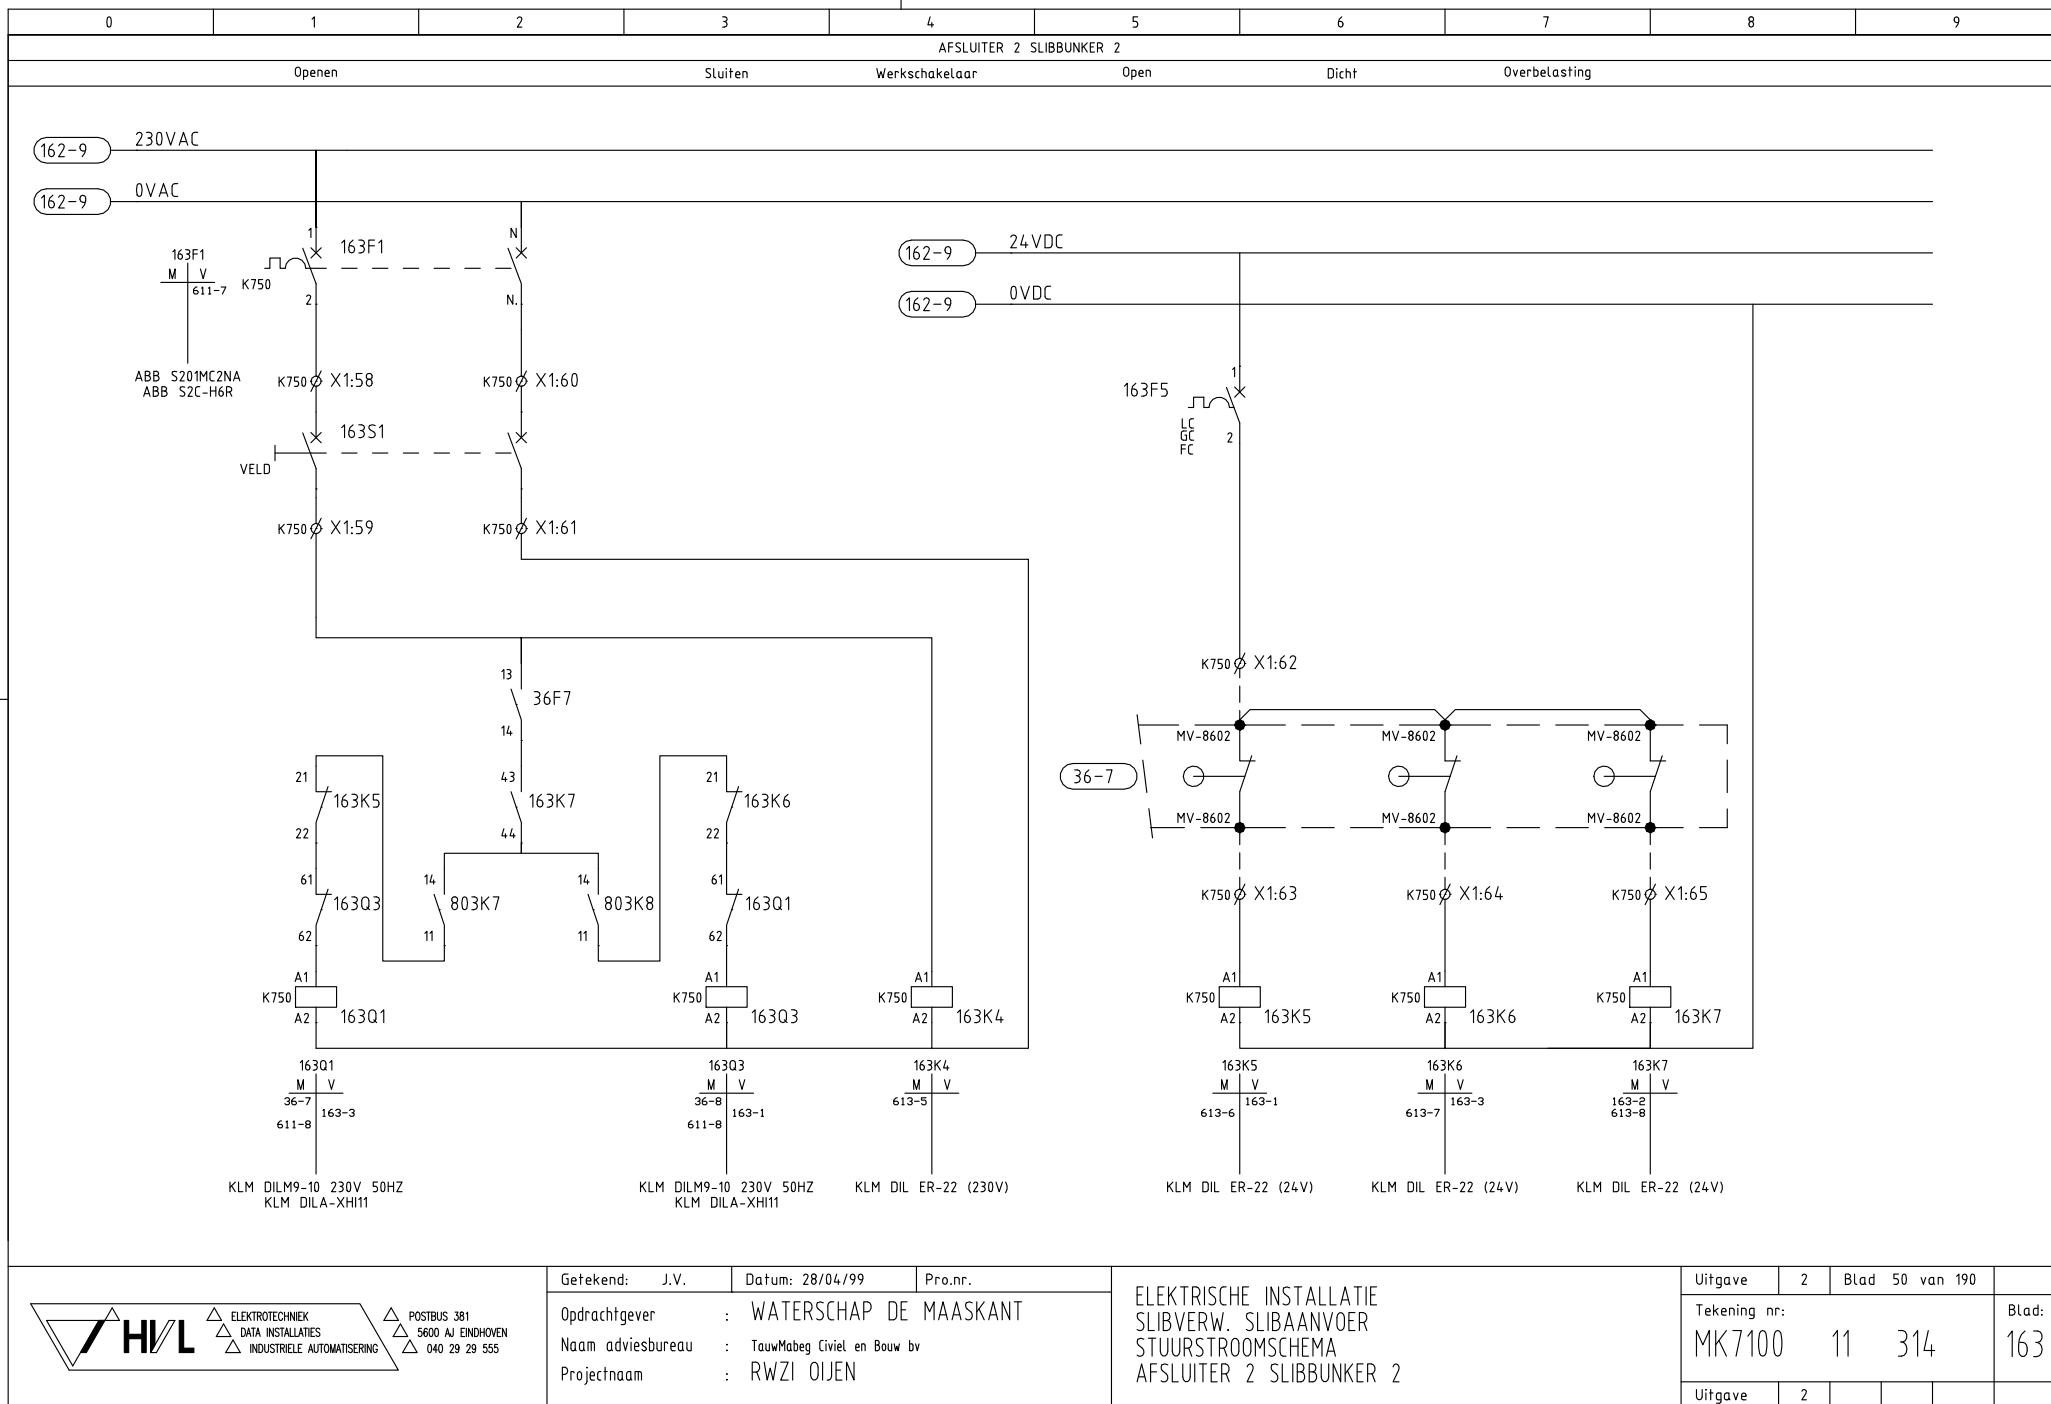 0 1 2 3 4 5 6 7 8 9
AFSLUITER 2 SLIBBUNKER 2
Openen Sluiten Werkschakelaar Open Dicht Overbelasting
162-9 230VAC
162-9 0VAC
162-9 24VDC
162-9 0VDC
163F1
M V
611-7
ABB S201MC2NA
ABB S2C-H6R
1 163F1 N
K750
2 N.
K750 X1:58 K750 X1:60
163S1
VELD
K750 X1:59 K750 X1:61
1
163F5
LC
GC
FC
2
K750 X1:62
13
36F7
14
21 43 21
163K5 163K7 163K6
22 44 22
61 14 14 61
163Q3 803K7 803K8 163Q1
62 11 11 62
36-7
MV-8602 MV-8602 MV-8602
MV-8602 MV-8602 MV-8602
K750 X1:63 K750 X1:64 K750 X1:65
A1 A1 A1 A1 A1 A1
K750 K750 K750 K750 K750 K750
A2 163Q1 A2 163Q3 A2 163K4 A2 163K5 A2 163K6 A2 163K7
163Q1 163Q3 163K4 163K5 163K6 163K7
M V M V M V M V M V M V
36-7 163-3 36-8 163-1 613-5 613-6 163-1 613-7 163-3 163-2
611-8 611-8 613-8
KLM DILM9-10 230V 50HZ KLM DILM9-10 230V 50HZ KLM DIL ER-22 (230V) KLM DIL ER-22 (24V) KLM DIL ER-22 (24V) KLM DIL ER-22 (24V)
KLM DILA-XHI11 KLM DILA-XHI11
HVL
ELEKTROTECHNIEK
DATA INSTALLATIES
INDUSTRIELE AUTOMATISERING
POSTBUS 381
5600 AJ EINDHOVEN
040 29 29 555
Getekend: J.V. Datum: 28/04/99 Pro.nr.
Opdrachtgever : WATERSCHAP DE MAASKANT
Naam adviesbureau : TauwMabeg Civiel en Bouw bv
Projectnaam : RWZI OIJEN
ELEKTRISCHE INSTALLATIE
SLIBVERW. SLIBAANVOER
STUURSTROOMSCHEMA
AFSLUITER 2 SLIBBUNKER 2
Uitgave 2 Blad 50 van 190
Tekening nr: Blad:
MK7100 11 314 163
Uitgave 2